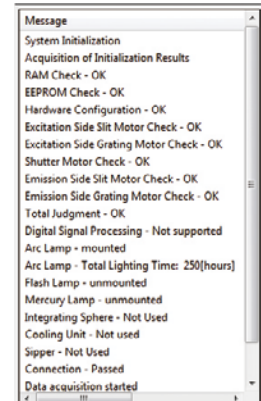 Message
System Initialization
Acquisition of Initialization Results
RAM Check - OK
EEPROM Check - OK
Hardware Configuration - OK
Excitation Side Slit Motor Check - OK
Excitation Side Grating Motor Check - OK
Shutter Motor Check - OK
Emission Side Slit Motor Check - OK
Emission Side Grating Motor Check - OK
Total Judgment - OK
Digital Signal Processing - Not supported
Arc Lamp - mounted
Arc Lamp - Total Lighting Time: 250[hours]
Flash Lamp - unmounted
Mercury Lamp - unmounted
Integrating Sphere - Not Used
Cooling Unit - Not used
Sipper - Not Used
Connection - Passed
Data acquisition started